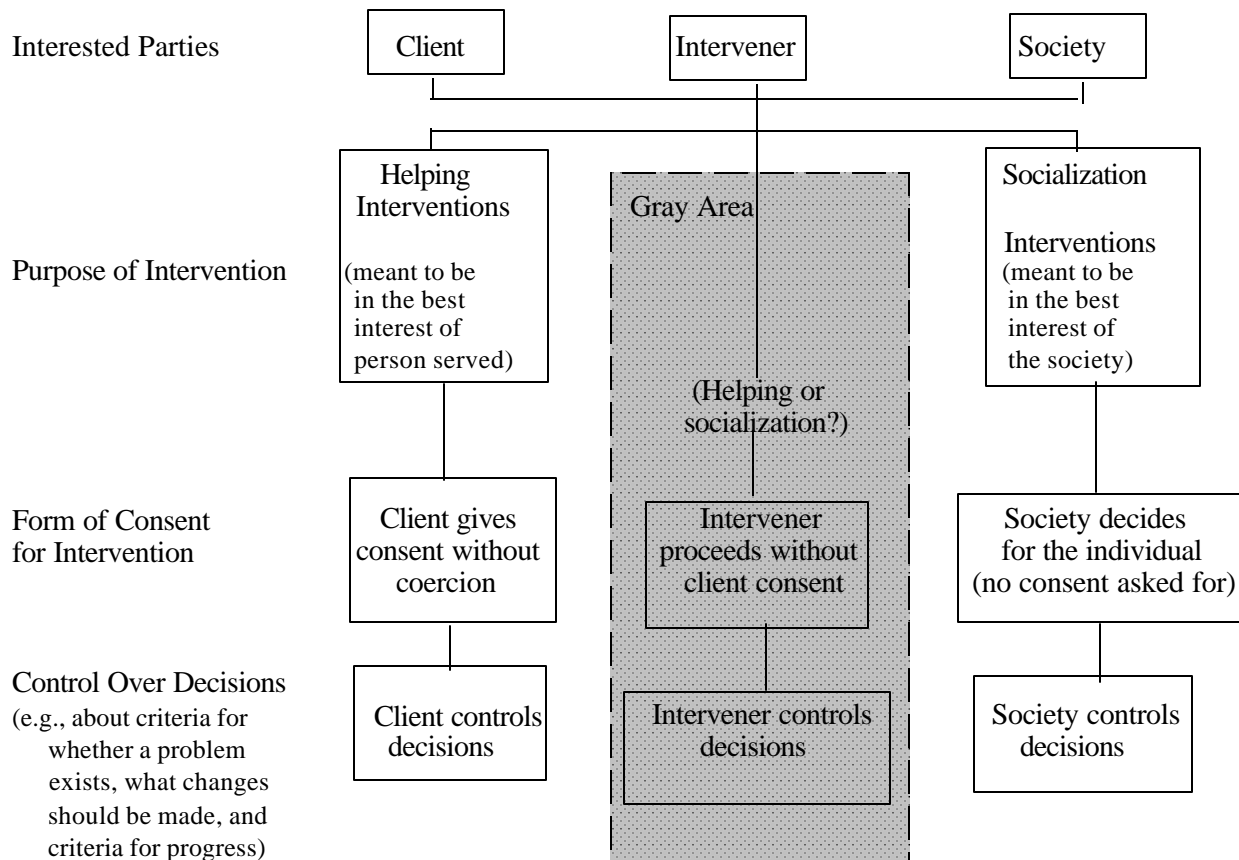 Interested Parties
Client
Intervener
Society
Purpose of Intervention
Helping
Interventions
(meant to be
in the best
interest of
person served)
Gray Area
(Helping or
socialization?)
Socialization
Interventions
(meant to be
in the best
interest of
the society)
Form of Consent
for Intervention
Client gives
consent without
coercion
Intervener
proceeds without
client consent
Society decides
for the individual
(no consent asked for)
Control Over Decisions
(e.g., about criteria for
whether a problem
exists, what changes
should be made, and
criteria for progress)
Client controls
decisions
Intervener controls
decisions
Society controls
decisions